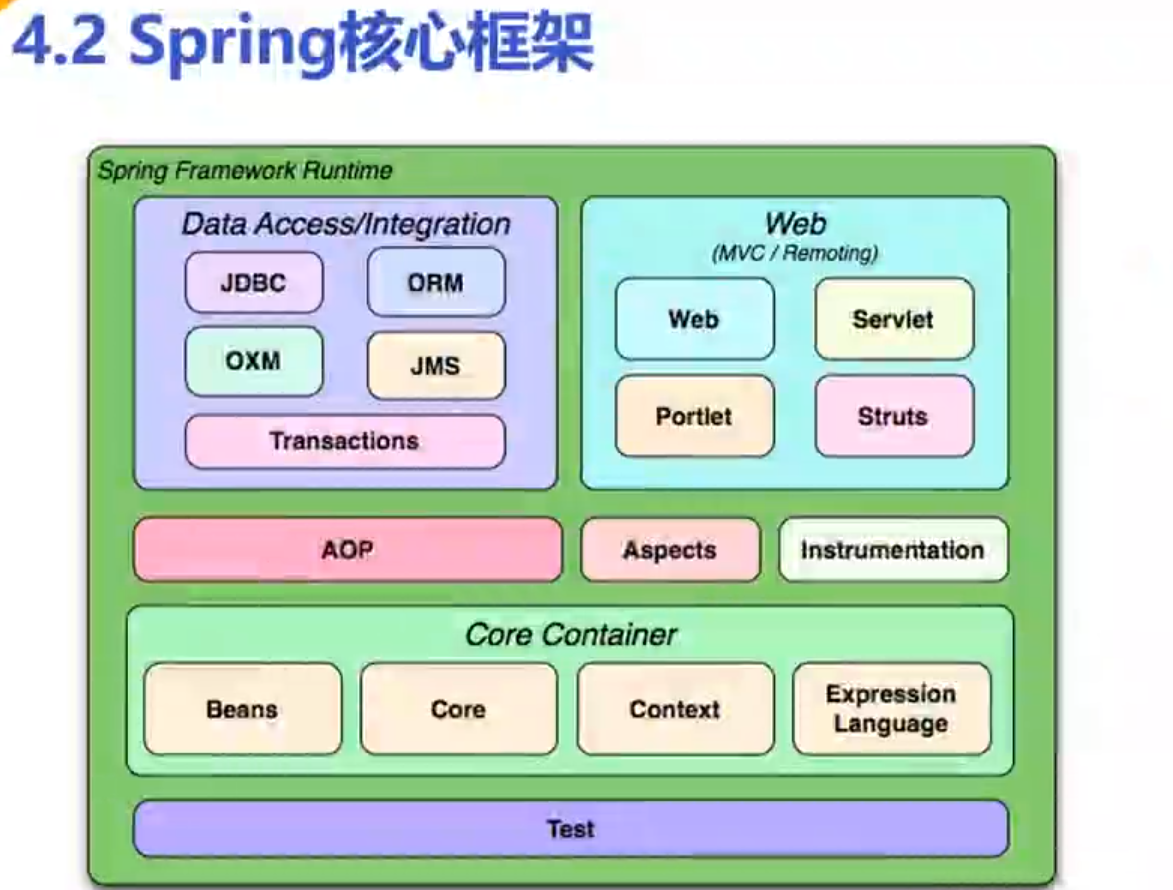 4.2 Spring核心框架
Spring Framework Runtime
Data Access/Integration
JDBC
ORM
OXM
JMS
Transactions
Web
(MVC / Remoting)
Web
Servlet
Portlet
Struts
AOP
Aspects
Instrumentation
Core Container
Beans
Core
Context
Expression
Language
Test